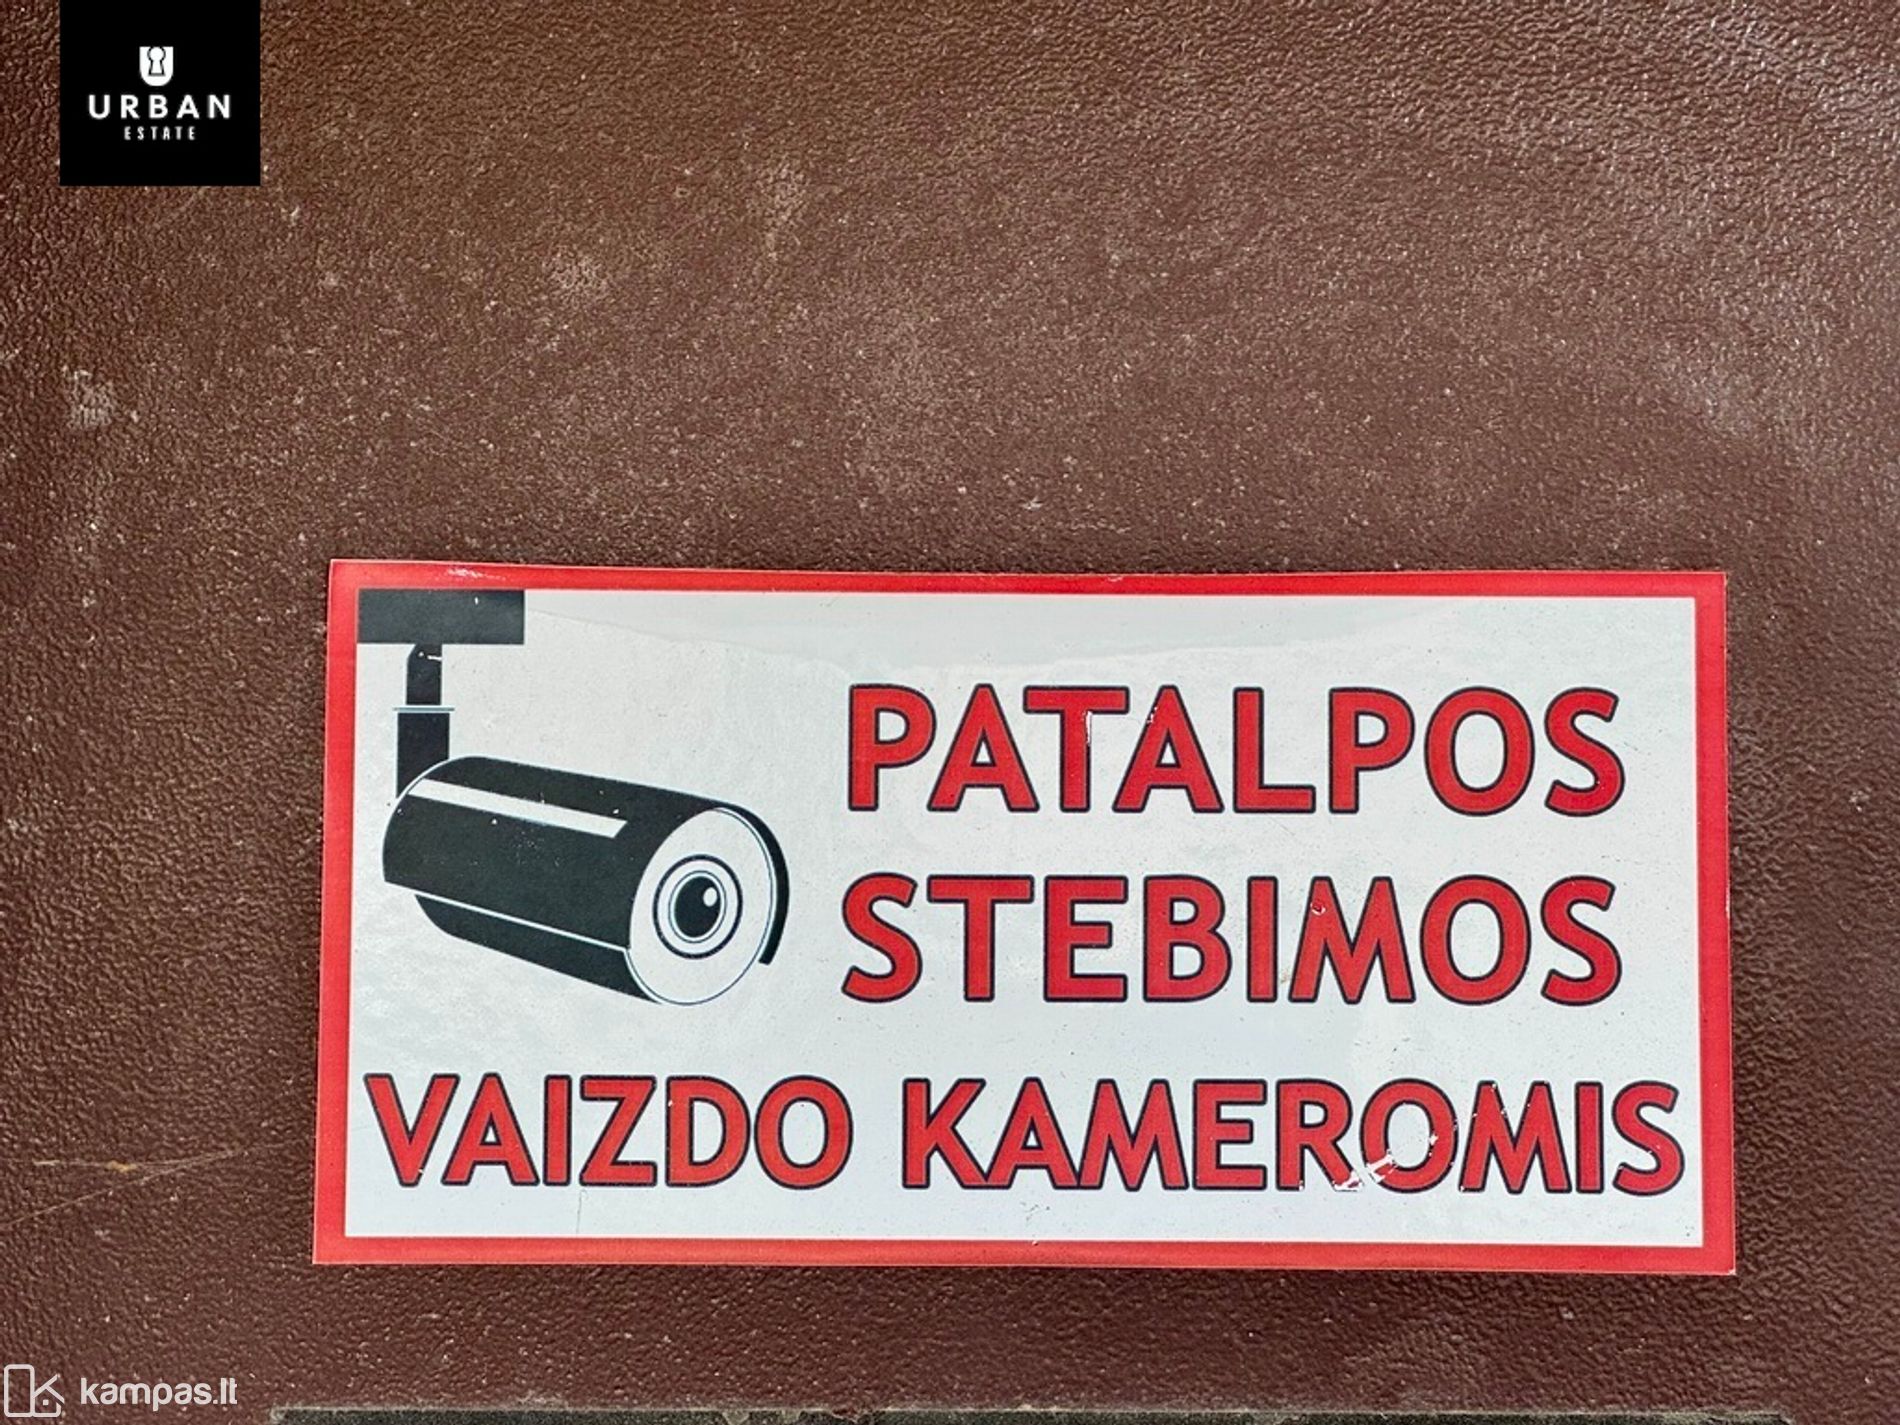 URBAN
ESTATE
PATALPOS
STEBIMOS
VAIZDO KAMEROMIS
kampas.lt